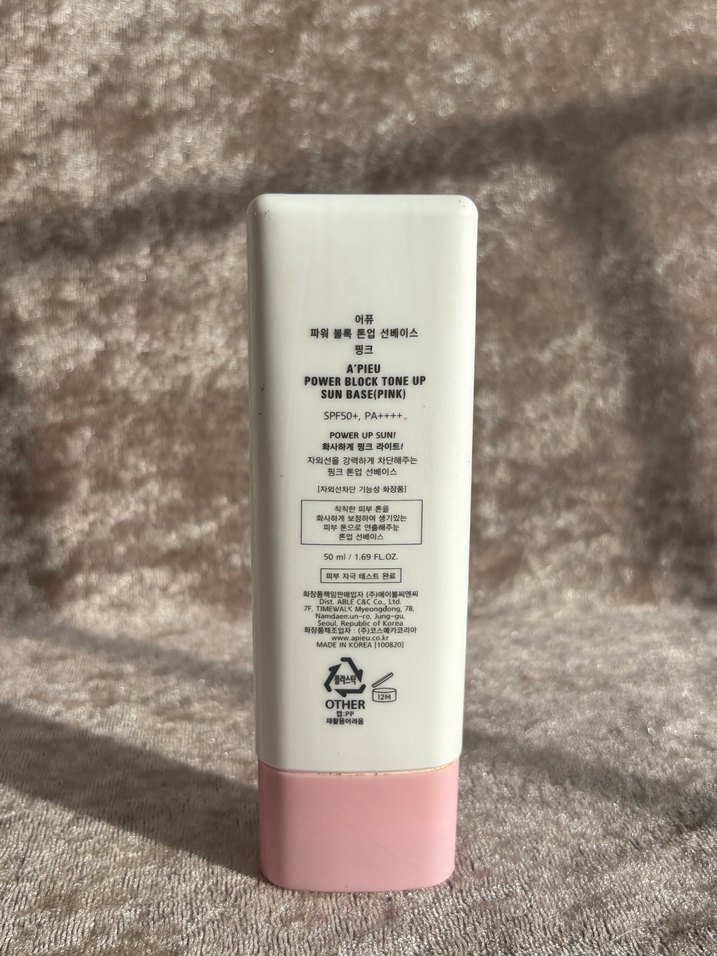 어퓨
파워 블록 톤업 선베이스
핑크
A'PIEU
POWER BLOCK TONE UP
SUN BASE(PINK)
SPF50+, PA++++
POWER UP SUN!
화사하게 핑크 라이트!
자외선을 강력하게 차단해주는
핑크 톤업 선베이스
[자외선차단 기능성 화장품]
칙칙한 피부 톤을
화사하게 보정하여 생기있는
피부 톤으로 연출해주는
톤업 선베이스
50 ml / 1.69 FL.OZ.
피부 자극 테스트 완료
화장품책임판매업자 (주)에이블씨엔씨
Dist. ABLE C&C Co., Ltd.
7F, TIMEWALK Myeongdong, 78,
Namdaemun-ro, Jung-gu,
Seoul, Republic of Korea
화장품제조업자 : (주)코스메카코리아
www.apieu.co.kr
MADE IN KOREA [100820]
플라스틱
12M
OTHER
캡:PP
재활용어려움